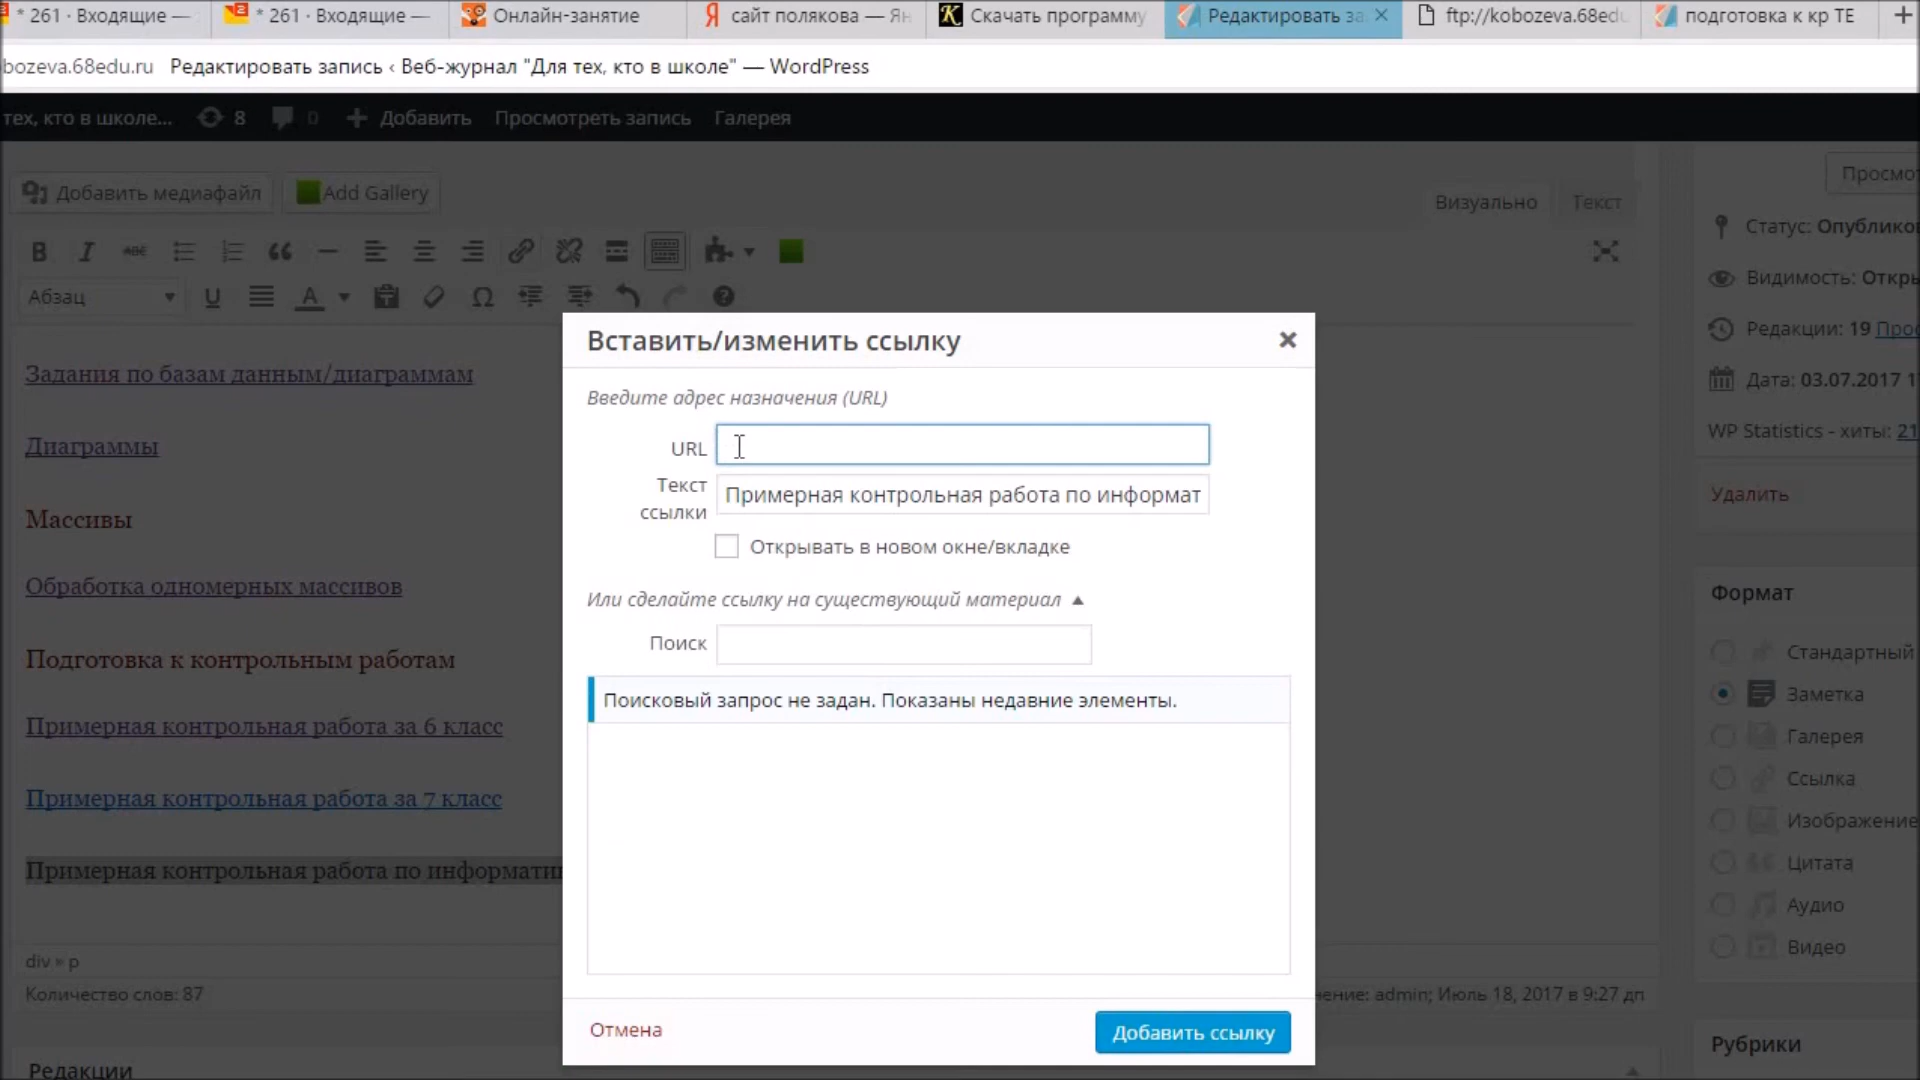 * 261 · Входящие —
* 261 · Входящие —
Онлайн-занятие
сайт полякова — Ян
Скачать программу
Редактировать за
ftp://kobozeva.68edu
подготовка к кр ТЕ
bozeva.68edu.ru Редактировать запись ‹ Веб-журнал "Для тех, кто в школе" — WordPress
тех, кто в школе... 8 0 Добавить Просмотреть запись Галерея
Добавить медиафайл Add Gallery
Визуально Текст
Просмот
Статус: Опубликов
Видимость: Откры
Редакции: 19 Прос
Дата: 03.07.2017 1
WP Statistics - хиты: 21
Удалить
B I ABC
Абзац
U A Ω
Задания по базам данным/диаграммам
Диаграммы
Массивы
Обработка одномерных массивов
Подготовка к контрольным работам
Примерная контрольная работа за 6 класс
Примерная контрольная работа за 7 класс
Примерная контрольная работа по информати
div » p
Количество слов: 87
нение: admin; Июль 18, 2017 в 9:27 дп
Редакции
Вставить/изменить ссылку
Введите адрес назначения (URL)
URL
Текст
ссылки
Примерная контрольная работа по информат
Открывать в новом окне/вкладке
Или сделайте ссылку на существующий материал
Поиск
Поисковый запрос не задан. Показаны недавние элементы.
Отмена
Добавить ссылку
Формат
Стандартный
Заметка
Галерея
Ссылка
Изображение
Цитата
Аудио
Видео
Рубрики